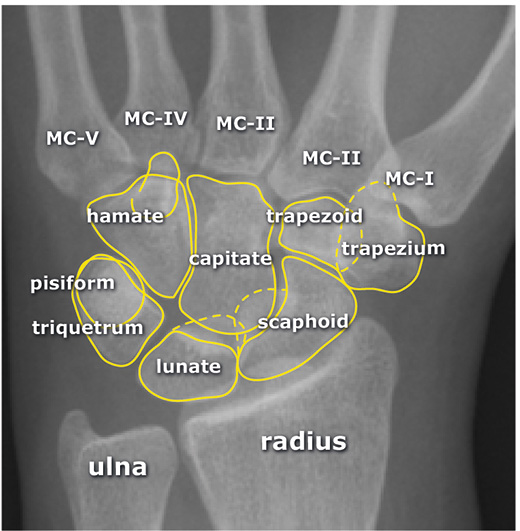 MC-IV
MC-II
MC-V
MC-II
MC-I
hamate
trapezoid
trapezium
capitate
pisiform
scaphoid
triquetrum
lunate
radius
ulna